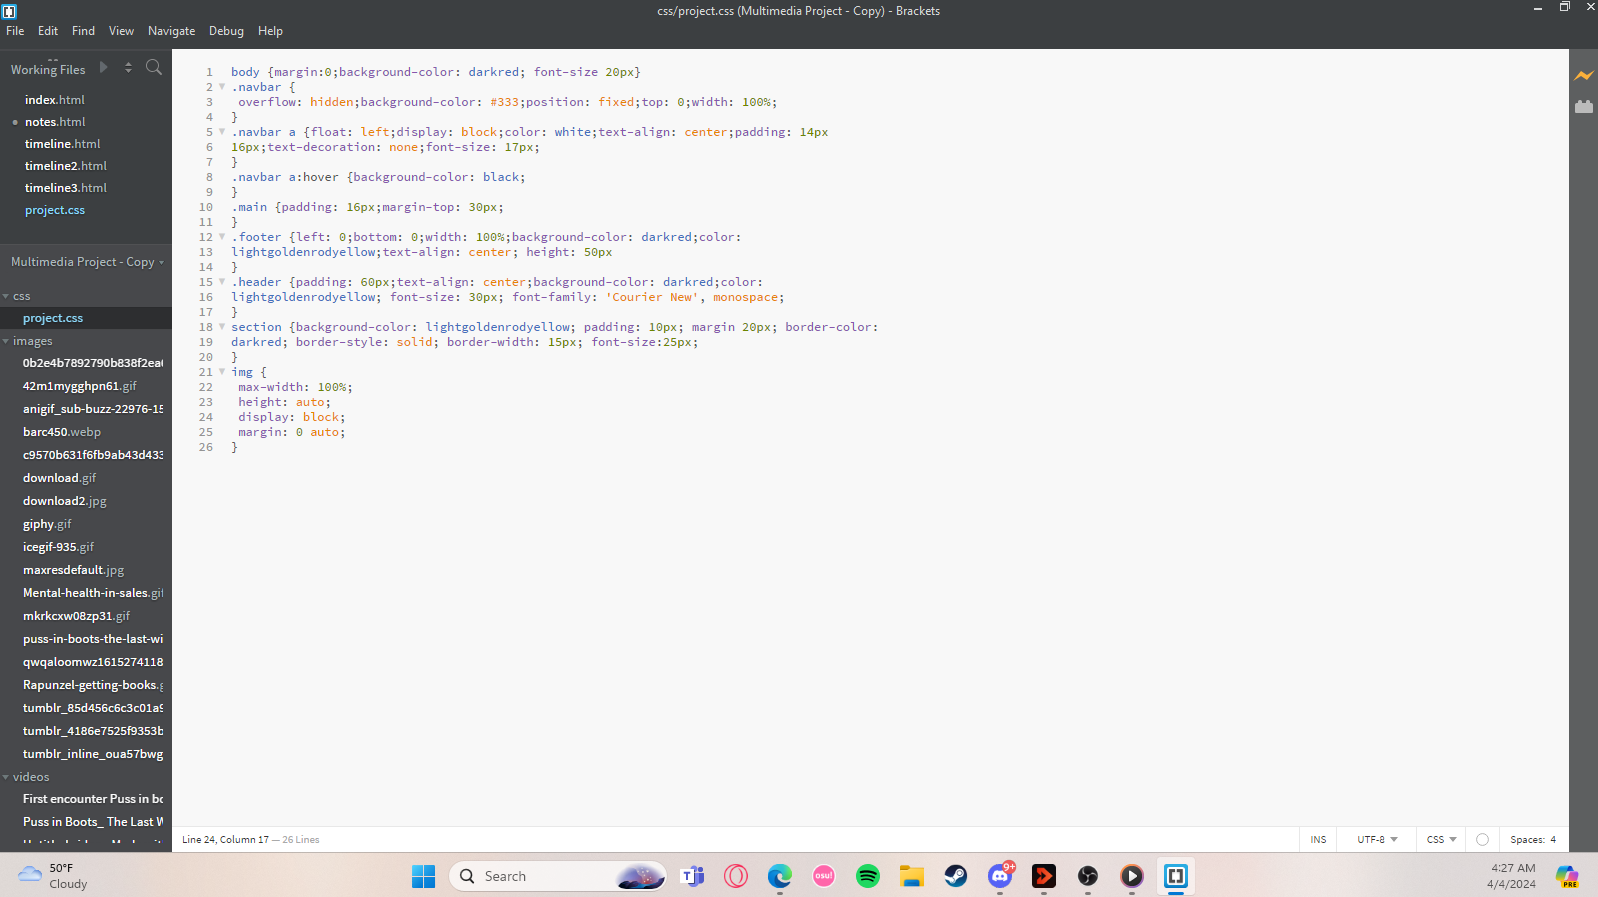 css/project.css (Multimedia Project - Copy) - Brackets
File Edit Find View Navigate Debug Help
Working Files
index.html
notes.html
timeline.html
timeline2.html
timeline3.html
project.css
Multimedia Project - Copy
css
project.css
images
0b2e4b7892790b838f2ea
42m1mygghpn61.gif
anigif_sub-buzz-22976-15
barc450.webp
c9570b631f6fb9ab43d433
download.gif
download2.jpg
giphy.gif
icegif-935.gif
maxresdefault.jpg
Mental-health-in-sales.gif
mkrkcxw08zp31.gif
puss-in-boots-the-last-wi
qwqaloomwz1615274118
Rapunzel-getting-books.g
tumblr_85d456c6c3c01a9
tumblr_4186e7525f9353b
tumblr_inline_oua57bwg
videos
First encounter Puss in bo
Puss in Boots_ The Last W
1 body {margin:0;background-color: darkred; font-size 20px}
2 .navbar {
3 overflow: hidden;background-color: #333;position: fixed;top: 0;width: 100%;
4 }
5 .navbar a {float: left;display: block;color: white;text-align: center;padding: 14px
6 16px;text-decoration: none;font-size: 17px;
7 }
8 .navbar a:hover {background-color: black;
9 }
10 .main {padding: 16px;margin-top: 30px;
11 }
12 .footer {left: 0;bottom: 0;width: 100%;background-color: darkred;color:
13 lightgoldenrodyellow;text-align: center; height: 50px
14 }
15 .header {padding: 60px;text-align: center;background-color: darkred;color:
16 lightgoldenrodyellow; font-size: 30px; font-family: 'Courier New', monospace;
17 }
18 section {background-color: lightgoldenrodyellow; padding: 10px; margin 20px; border-color:
19 darkred; border-style: solid; border-width: 15px; font-size:25px;
20 }
21 img {
22 max-width: 100%;
23 height: auto;
24 display: block;
25 margin: 0 auto;
26 }
Line 24, Column 17 — 26 Lines
INS UTF-8 CSS Spaces: 4
50°F
Cloudy
Search
osu!
9+
4:27 AM
4/4/2024
PRE